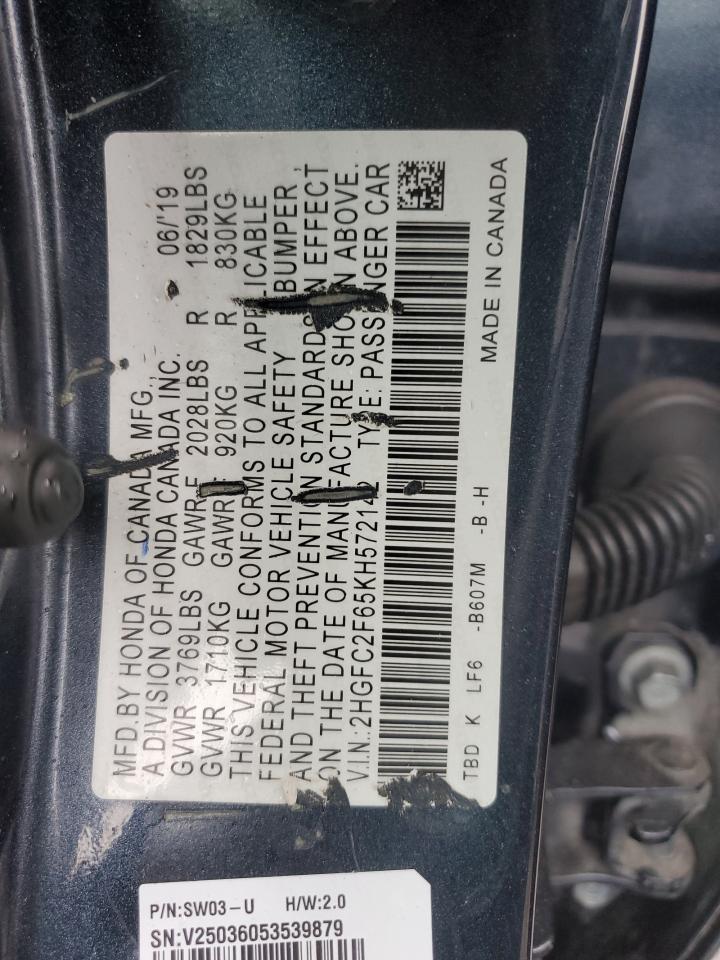 MFD.BY HONDA OF CANADA MFG., 06/'19
A DIVISION OF HONDA CANADA INC.
GVWR 3769LBS GAWR F 2028LBS R 1829LBS
GVWR 1710KG GAWR F 920KG R 830KG
THIS VEHICLE CONFORMS TO ALL APPLICABLE
FEDERAL MOTOR VEHICLE SAFETY BUMPER,
AND THEFT PREVENTION STANDARDS IN EFFECT
ON THE DATE OF MANUFACTURE SHOWN ABOVE.
V.I.N.:2HGFC2F65KH572142 TYPE: PASSENGER CAR
TBD K LF6 -B607M -B -H MADE IN CANADA
P/N:SW03-U H/W:2.0
SN:V25036053539879